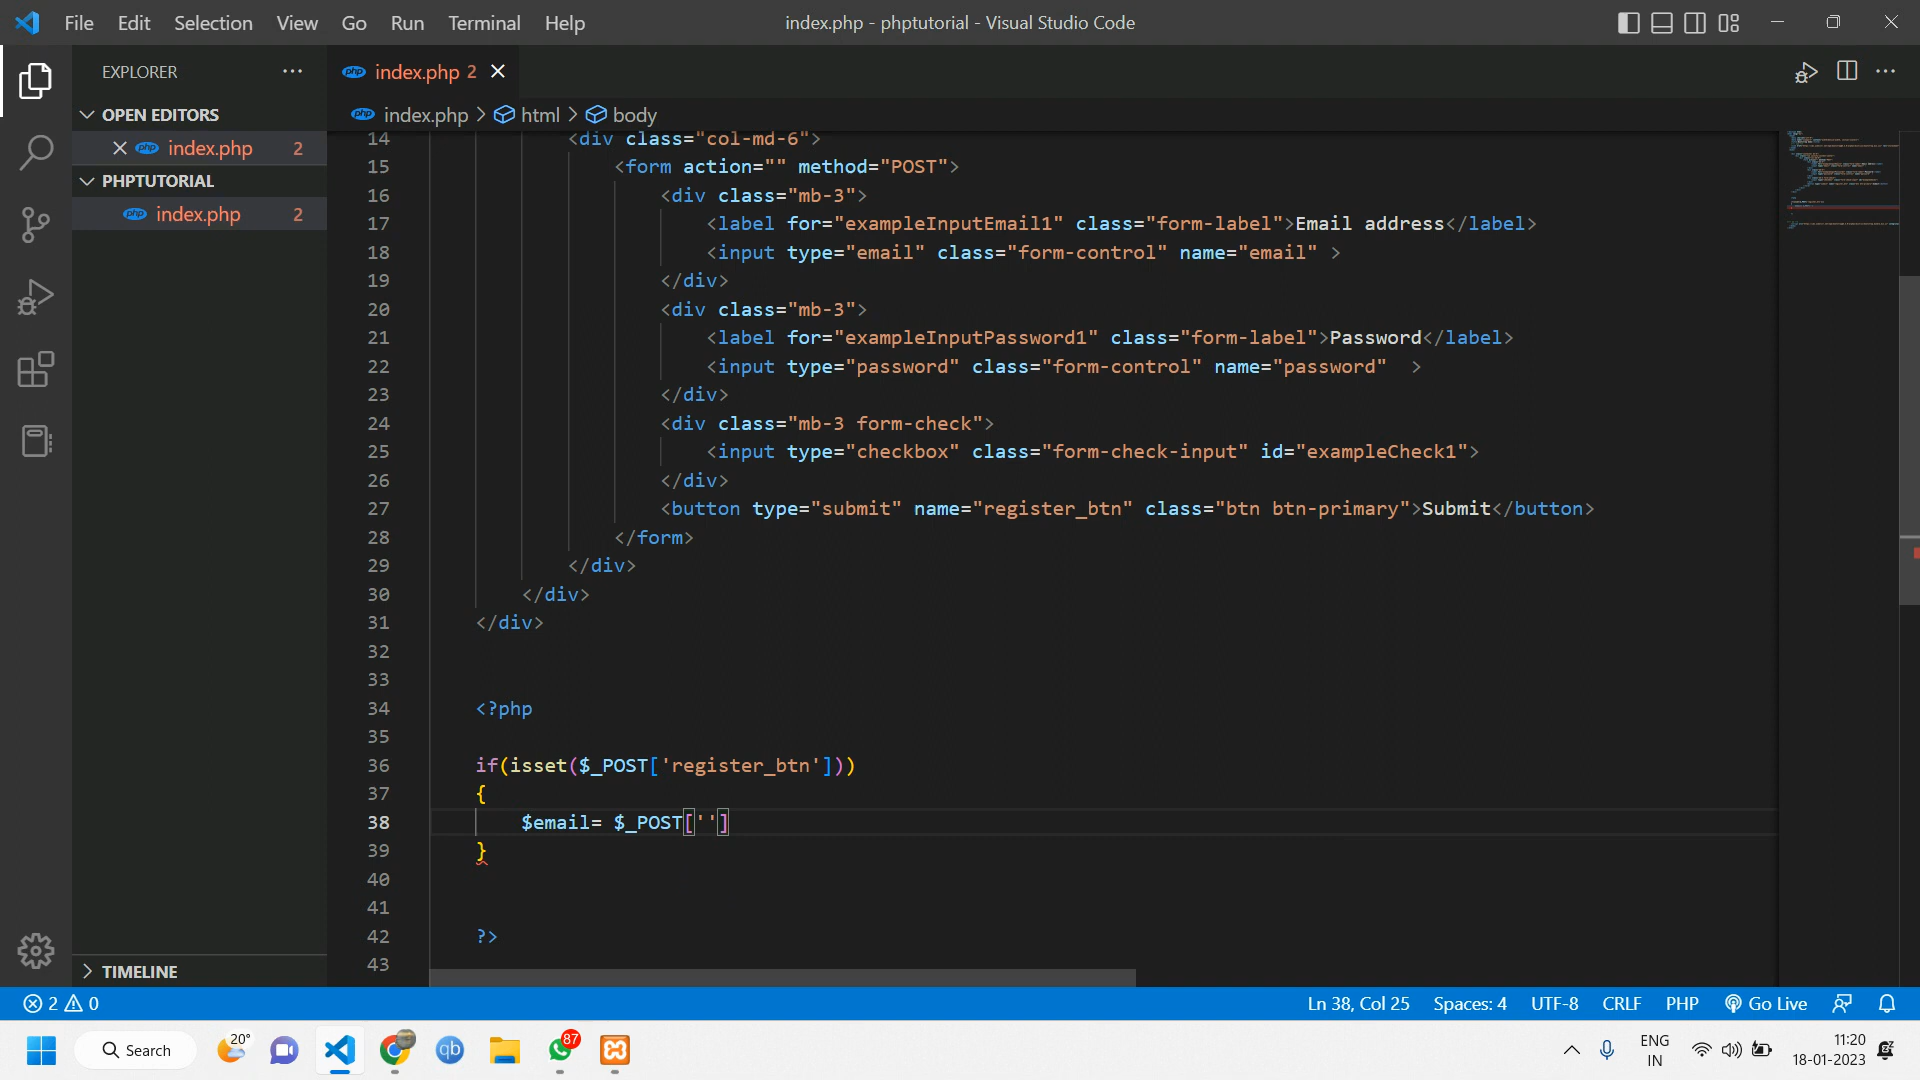 File Edit Selection View Go Run Terminal Help
index.php - phptutorial - Visual Studio Code
EXPLORER
OPEN EDITORS
php index.php 2
PHPTUTORIAL
php index.php 2
TIMELINE
php index.php 2
php index.php > html > body
14 <div class="col-md-6">
15 <form action="" method="POST">
16 <div class="mb-3">
17 <label for="exampleInputEmail1" class="form-label">Email address</label>
18 <input type="email" class="form-control" name="email" >
19 </div>
20 <div class="mb-3">
21 <label for="exampleInputPassword1" class="form-label">Password</label>
22 <input type="password" class="form-control" name="password"  >
23 </div>
24 <div class="mb-3 form-check">
25 <input type="checkbox" class="form-check-input" id="exampleCheck1">
26 </div>
27 <button type="submit" name="register_btn" class="btn btn-primary">Submit</button>
28 </form>
29 </div>
30 </div>
31 </div>
32
33
34 <?php
35
36 if(isset($_POST['register_btn']))
37 {
38 $email= $_POST['']
39 }
40
41
42 ?>
43
2 0
Ln 38, Col 25 Spaces: 4 UTF-8 CRLF PHP Go Live
20°
Search
qb
87
ENG
IN
11:20
18-01-2023